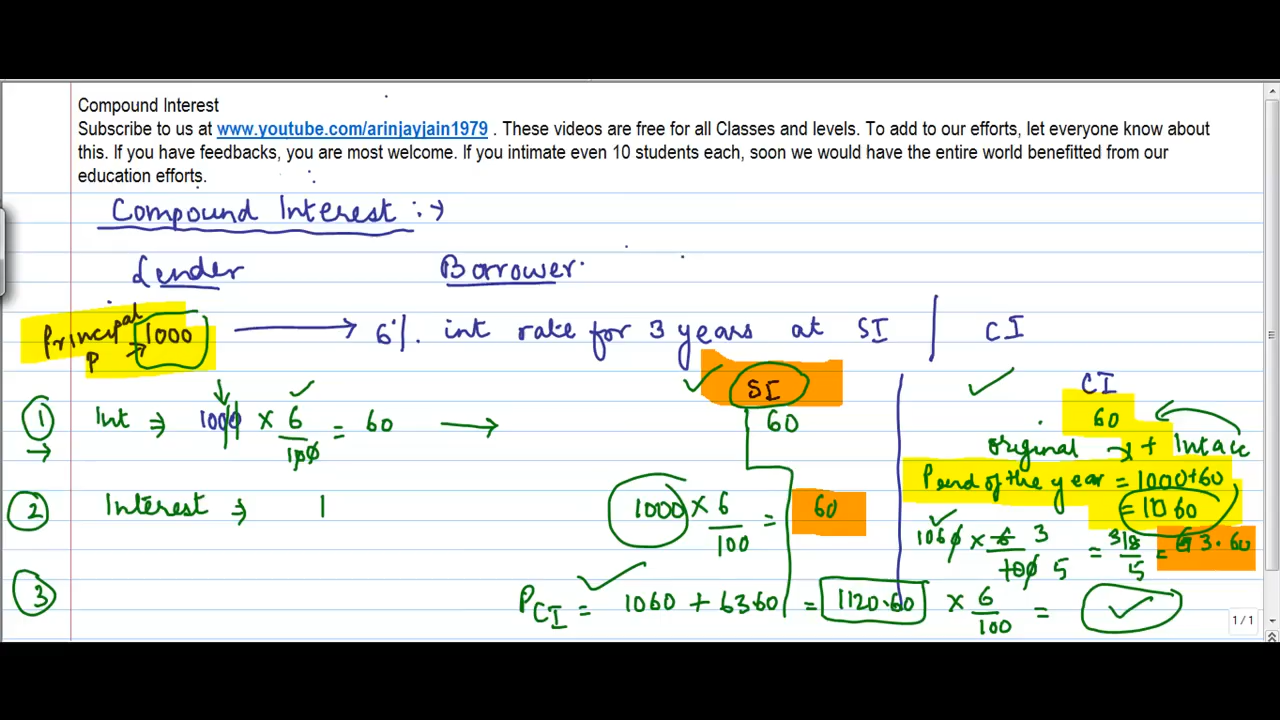 Compound Interest
Subscribe to us at www.youtube.com/arinjayjain1979 . These videos are free for all Classes and levels. To add to our efforts, let everyone know about
this. If you have feedbacks, you are most welcome. If you intimate even 10 students each, soon we would have the entire world benefitted from our
education efforts.
Compound Interest :→
Lender Borrower
Principal P → 1000 → 6% int rate for 3 years at SI | CI
SI CI
① Int ⇒ 1000 × 6/100 = 60 → 60 60
original → + Int acc
P end of the year = 1000+60
② Interest ⇒ 1 1000 × 6/100 = 60 = 1060
1060 × 6/100 3 5 = 318/5 = 63.60
③ P CI = 1060 + 63.60 = 1120.60 × 6/100 = ✓
1 / 1